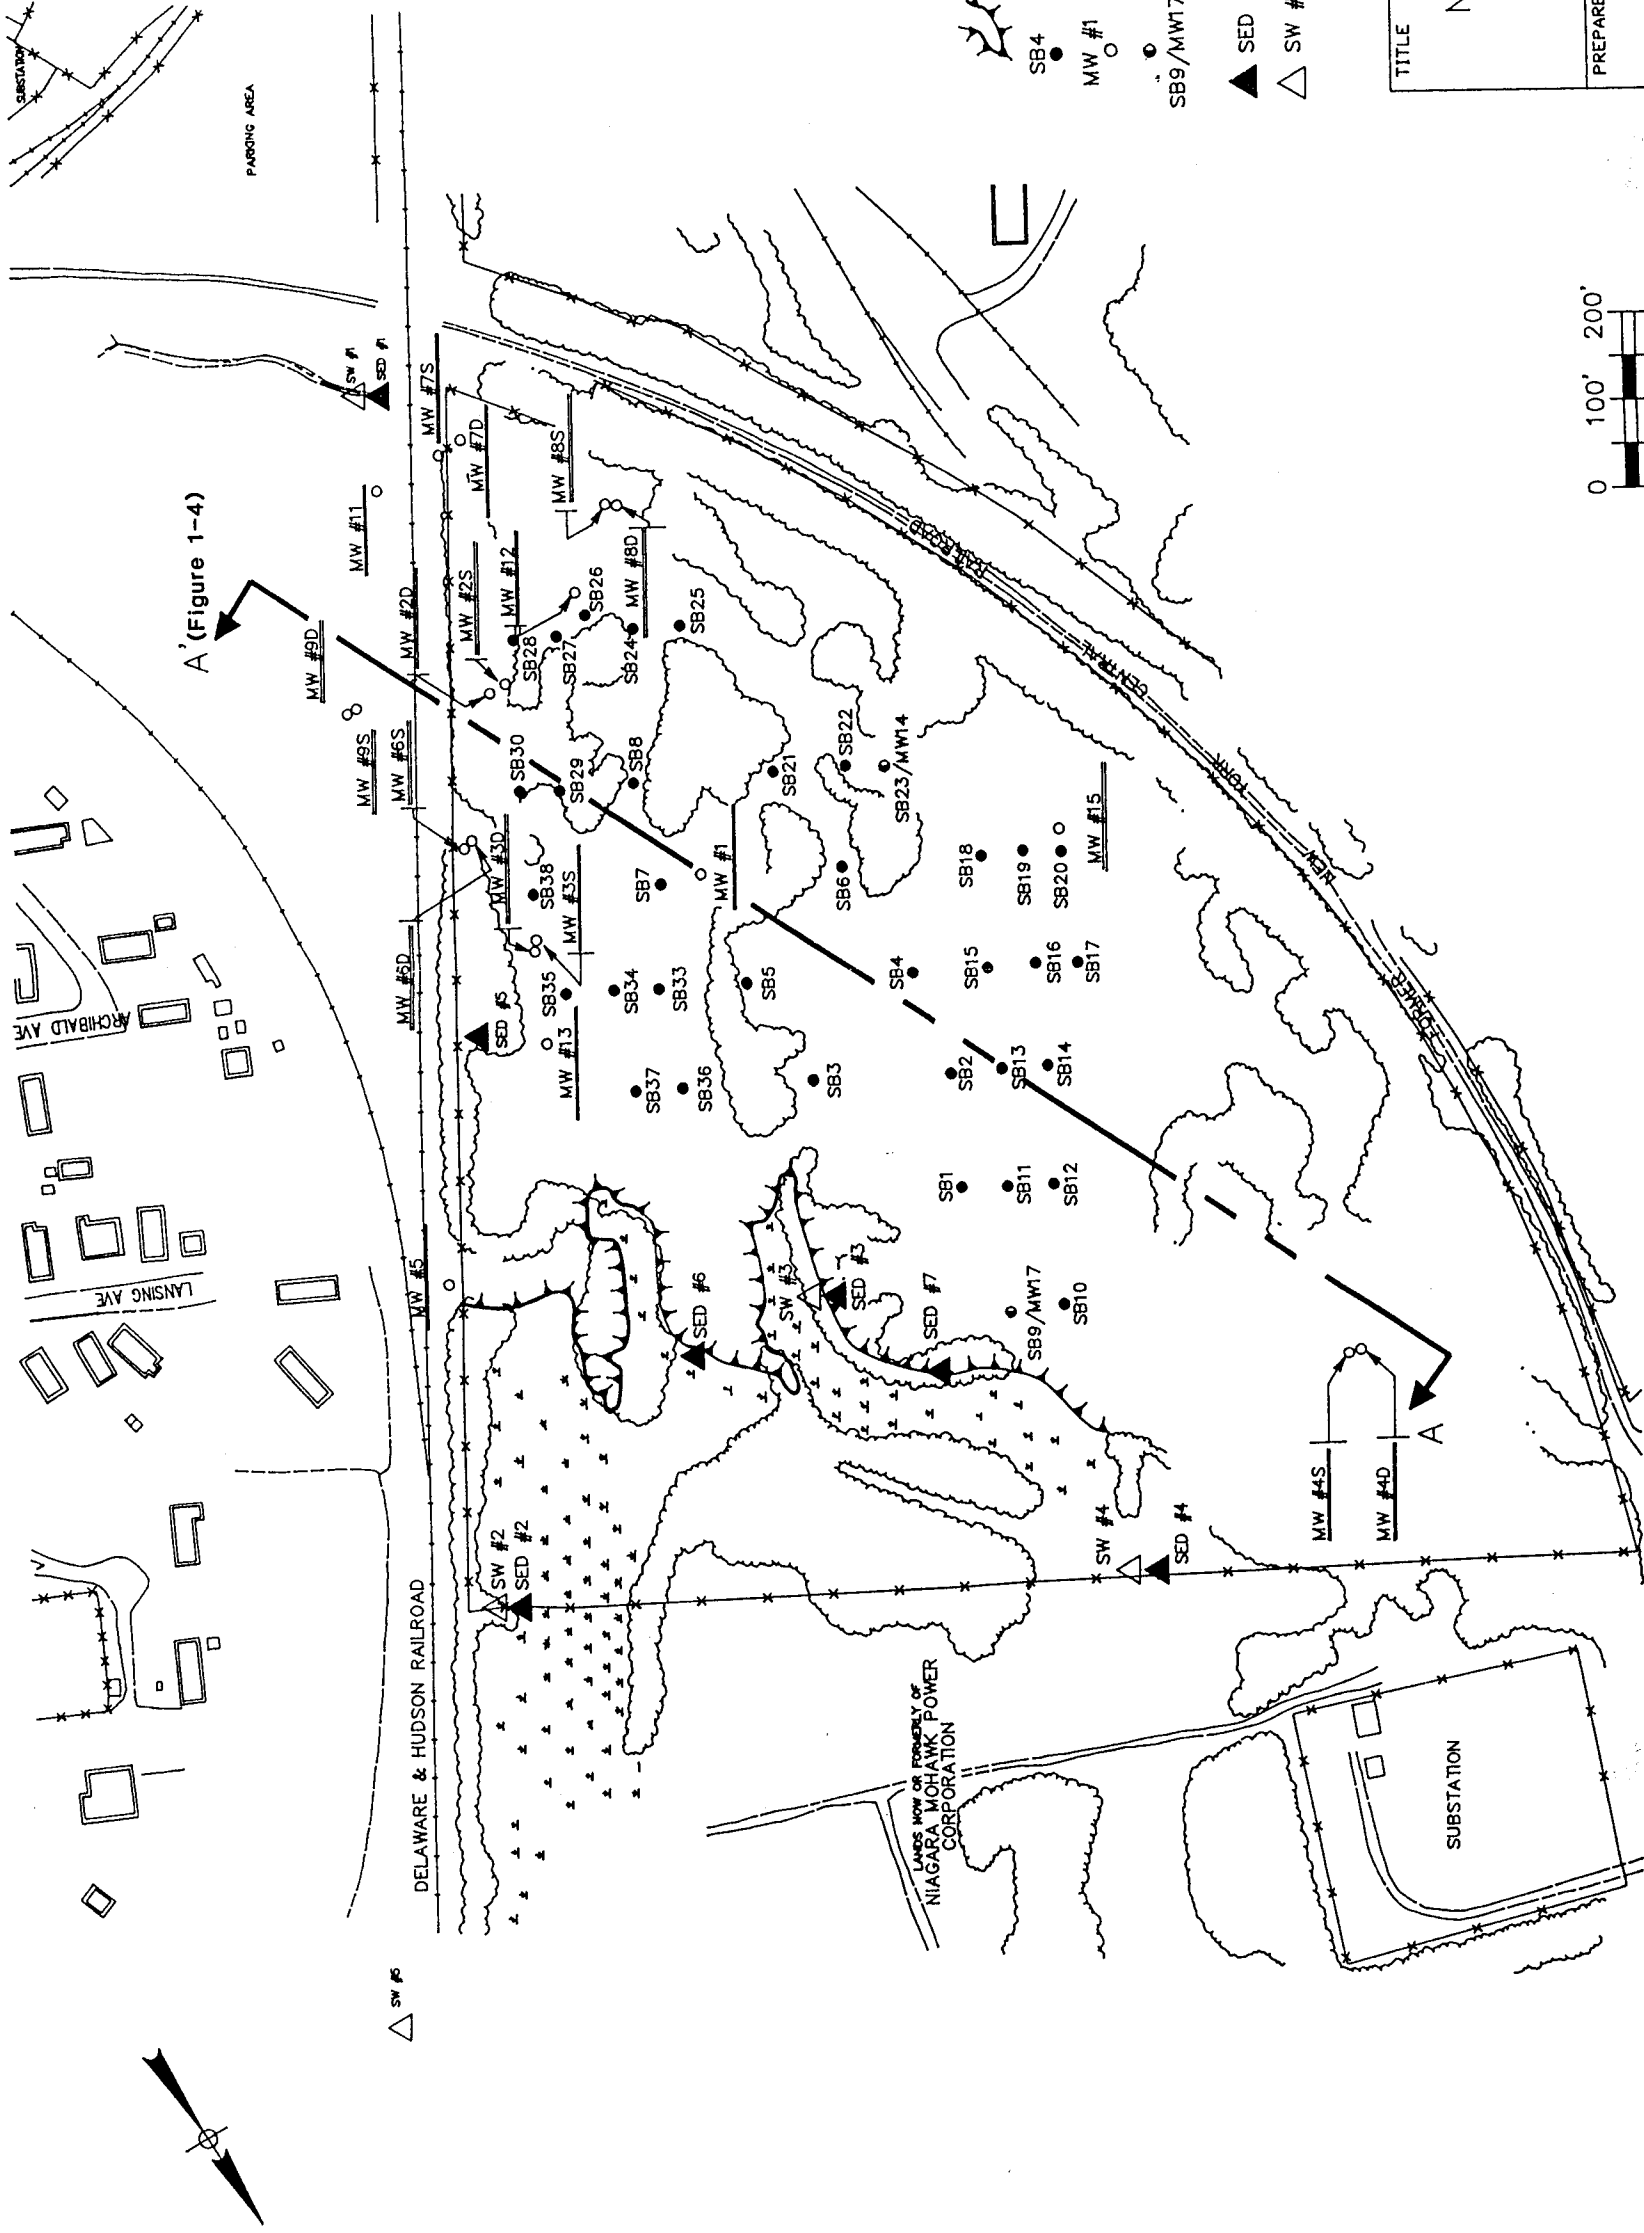 SUBSTATION
PARKING AREA
SB4
MW #1
SB9/MW17
SED
SW #
TITLE
N
PREPARE
A' (Figure 1-4)
SW #1
SED #1
MW #7S
MW #11
MW #7D
MW #8S
MW #9D
MW #2D
MW #2S
MW #12
SB26
MW #8D
SB28
SB27
SB24
SB25
MW #9S
MW #6S
SB30
SB29
SB8
SB21
SB22
SB23/MW14
MW #3D
SB38
MW #3S
SB7
MW #1
SB6
SB18
SB19
SB20
MW #15
MW #6D
SED #5
SB35
SB34
SB33
SB5
SB4
SB15
SB16
SB17
ARCHIBALD AVE
MW #13
SB37
SB36
SB3
SB2
SB13
SB14
SB1
SB11
SB12
LANSING AVE
MW #5
SED #6
SW #3
SED #3
SED #7
SB9/MW17
SB10
FORMER NEW YORK CENTRAL RAILROAD
0 100' 200'
DELAWARE & HUDSON RAILROAD
SW #2
SED #2
SW #4
SED #4
MW #4S
MW #4D
A
LANDS NOW OR FORMERLY OF
NIAGARA MOHAWK POWER
CORPORATION
SUBSTATION
SW #5